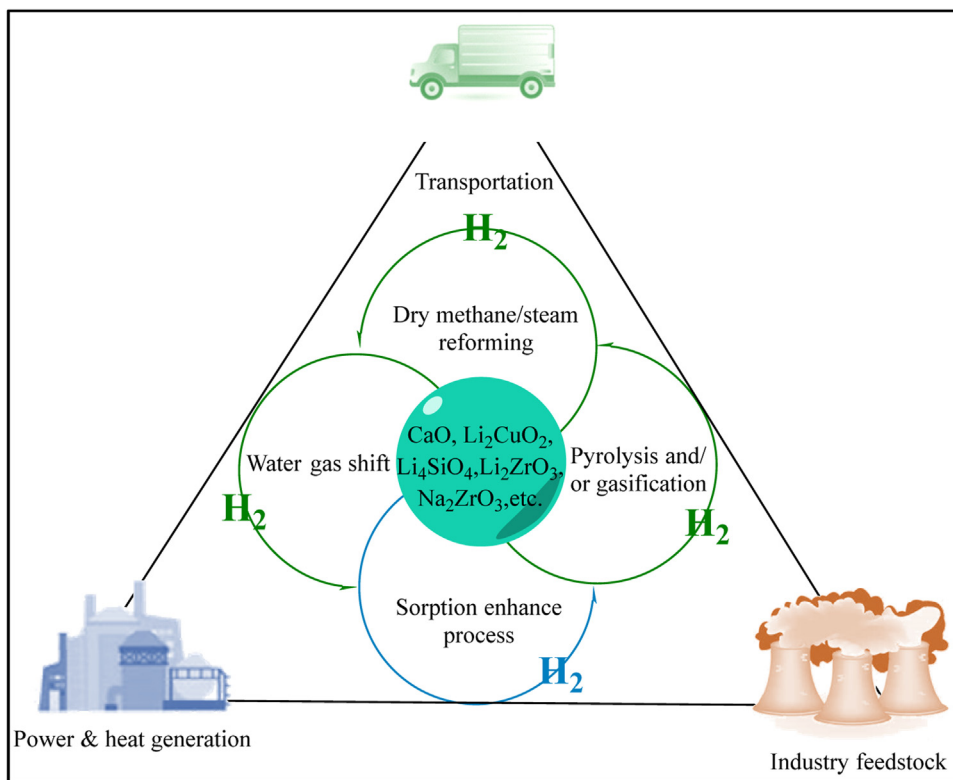 Transportation
H₂
Dry methane/steam
reforming
CaO, Li₂CuO₂,
Li₄SiO₄,Li₂ZrO₃,
Na₂ZrO₃,etc.
Water gas shift
H₂
Pyrolysis and/
or gasification
H₂
Sorption enhance
process
H₂
Power & heat generation
Industry feedstock